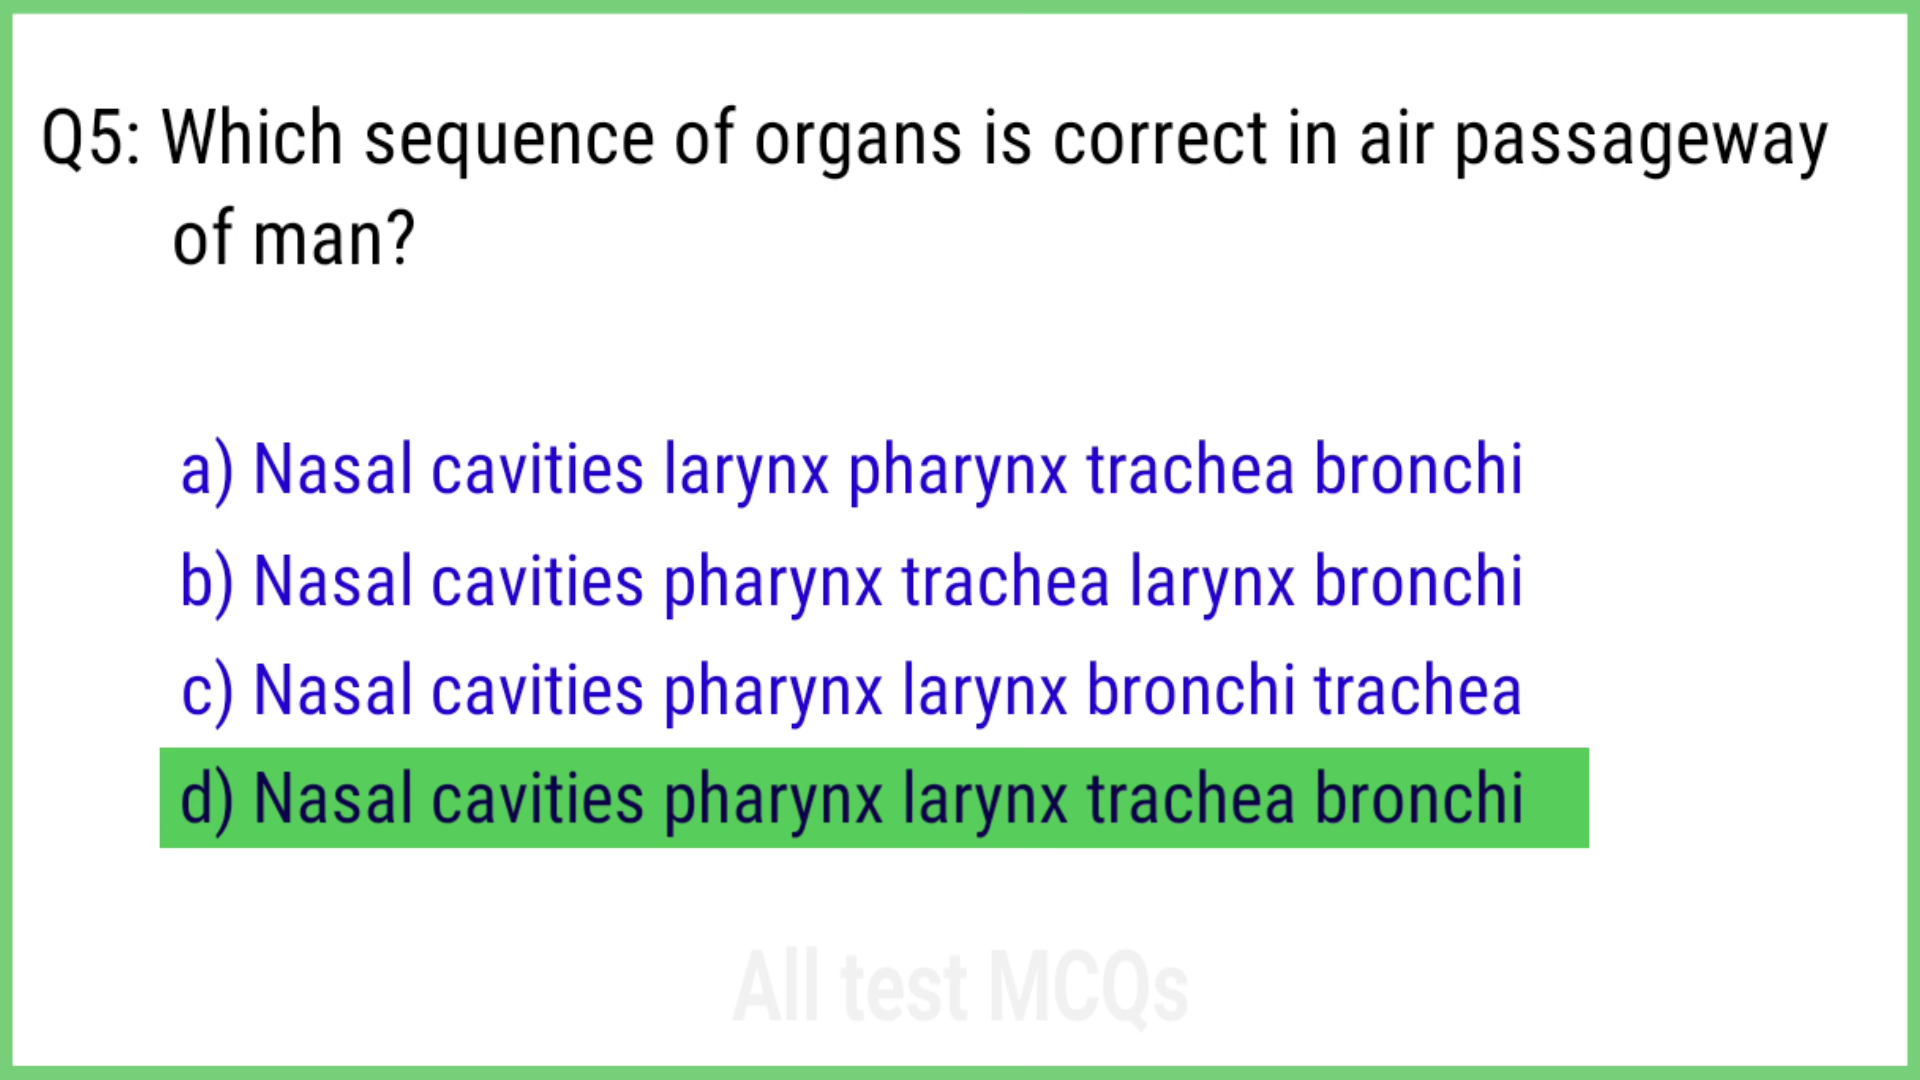 Q5: Which sequence of organs is correct in air passageway
of man?
a) Nasal cavities larynx pharynx trachea bronchi
b) Nasal cavities pharynx trachea larynx bronchi
c) Nasal cavities pharynx larynx bronchi trachea
d) Nasal cavities pharynx larynx trachea bronchi
All test MCQs